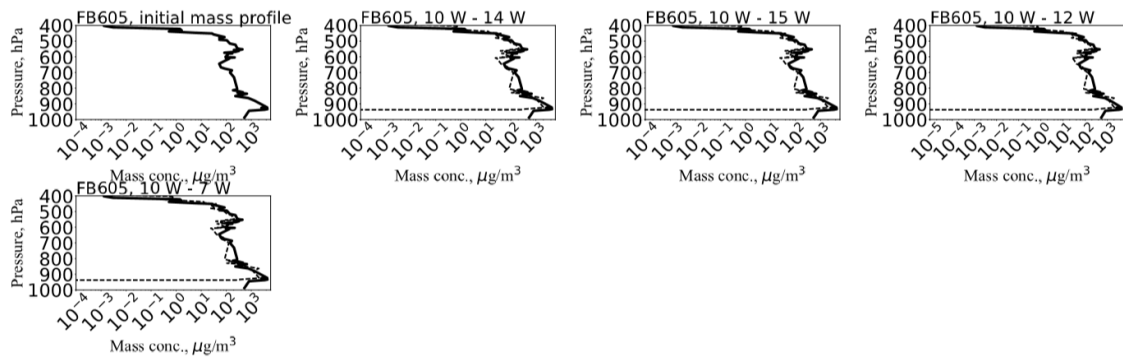 FB605, initial mass profile
Pressure, hPa
400
500
600
700
800
900
1000
10⁻⁴ 10⁻³ 10⁻² 10⁻¹ 10⁰ 10¹ 10² 10³
Mass conc., μg/m³
FB605, 10 W - 14 W
Pressure, hPa
400
500
600
700
800
900
1000
10⁻⁴ 10⁻³ 10⁻² 10⁻¹ 10⁰ 10¹ 10² 10³
Mass conc., μg/m³
FB605, 10 W - 15 W
Pressure, hPa
400
500
600
700
800
900
1000
10⁻⁴ 10⁻³ 10⁻² 10⁻¹ 10⁰ 10¹ 10² 10³
Mass conc., μg/m³
FB605, 10 W - 12 W
Pressure, hPa
400
500
600
700
800
900
1000
10⁻⁵ 10⁻⁴ 10⁻³ 10⁻² 10⁻¹ 10⁰ 10¹ 10² 10³
Mass conc., μg/m³
FB605, 10 W - 7 W
Pressure, hPa
400
500
600
700
800
900
1000
10⁻⁴ 10⁻³ 10⁻² 10⁻¹ 10⁰ 10¹ 10² 10³
Mass conc., μg/m³